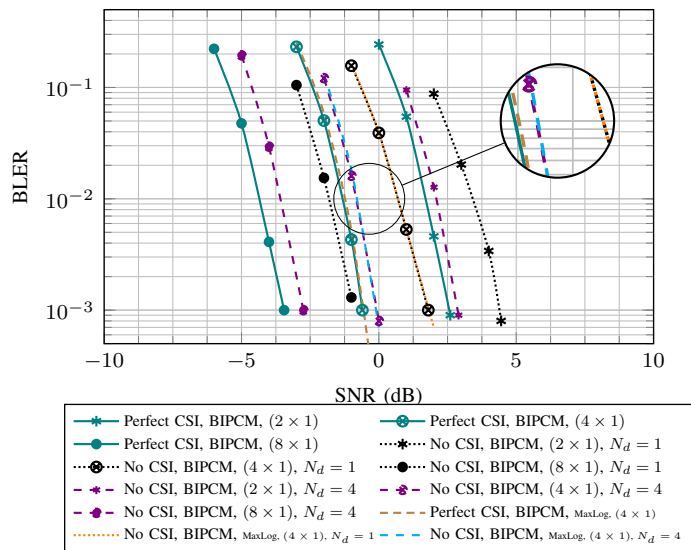 10⁻¹
10⁻²
10⁻³
BLER
−10 −5 0 5 10
SNR (dB)
Perfect CSI, BIPCM, (2 × 1) Perfect CSI, BIPCM, (4 × 1)
Perfect CSI, BIPCM, (8 × 1) No CSI, BIPCM, (2 × 1), N_d = 1
No CSI, BIPCM, (4 × 1), N_d = 1 No CSI, BIPCM, (8 × 1), N_d = 1
No CSI, BIPCM, (2 × 1), N_d = 4 No CSI, BIPCM, (4 × 1), N_d = 4
No CSI, BIPCM, (8 × 1), N_d = 4 Perfect CSI, BIPCM, MaxLog, (4 × 1)
No CSI, BIPCM, MaxLog, (4 × 1), N_d = 1 No CSI, BIPCM, MaxLog, (4 × 1), N_d = 4